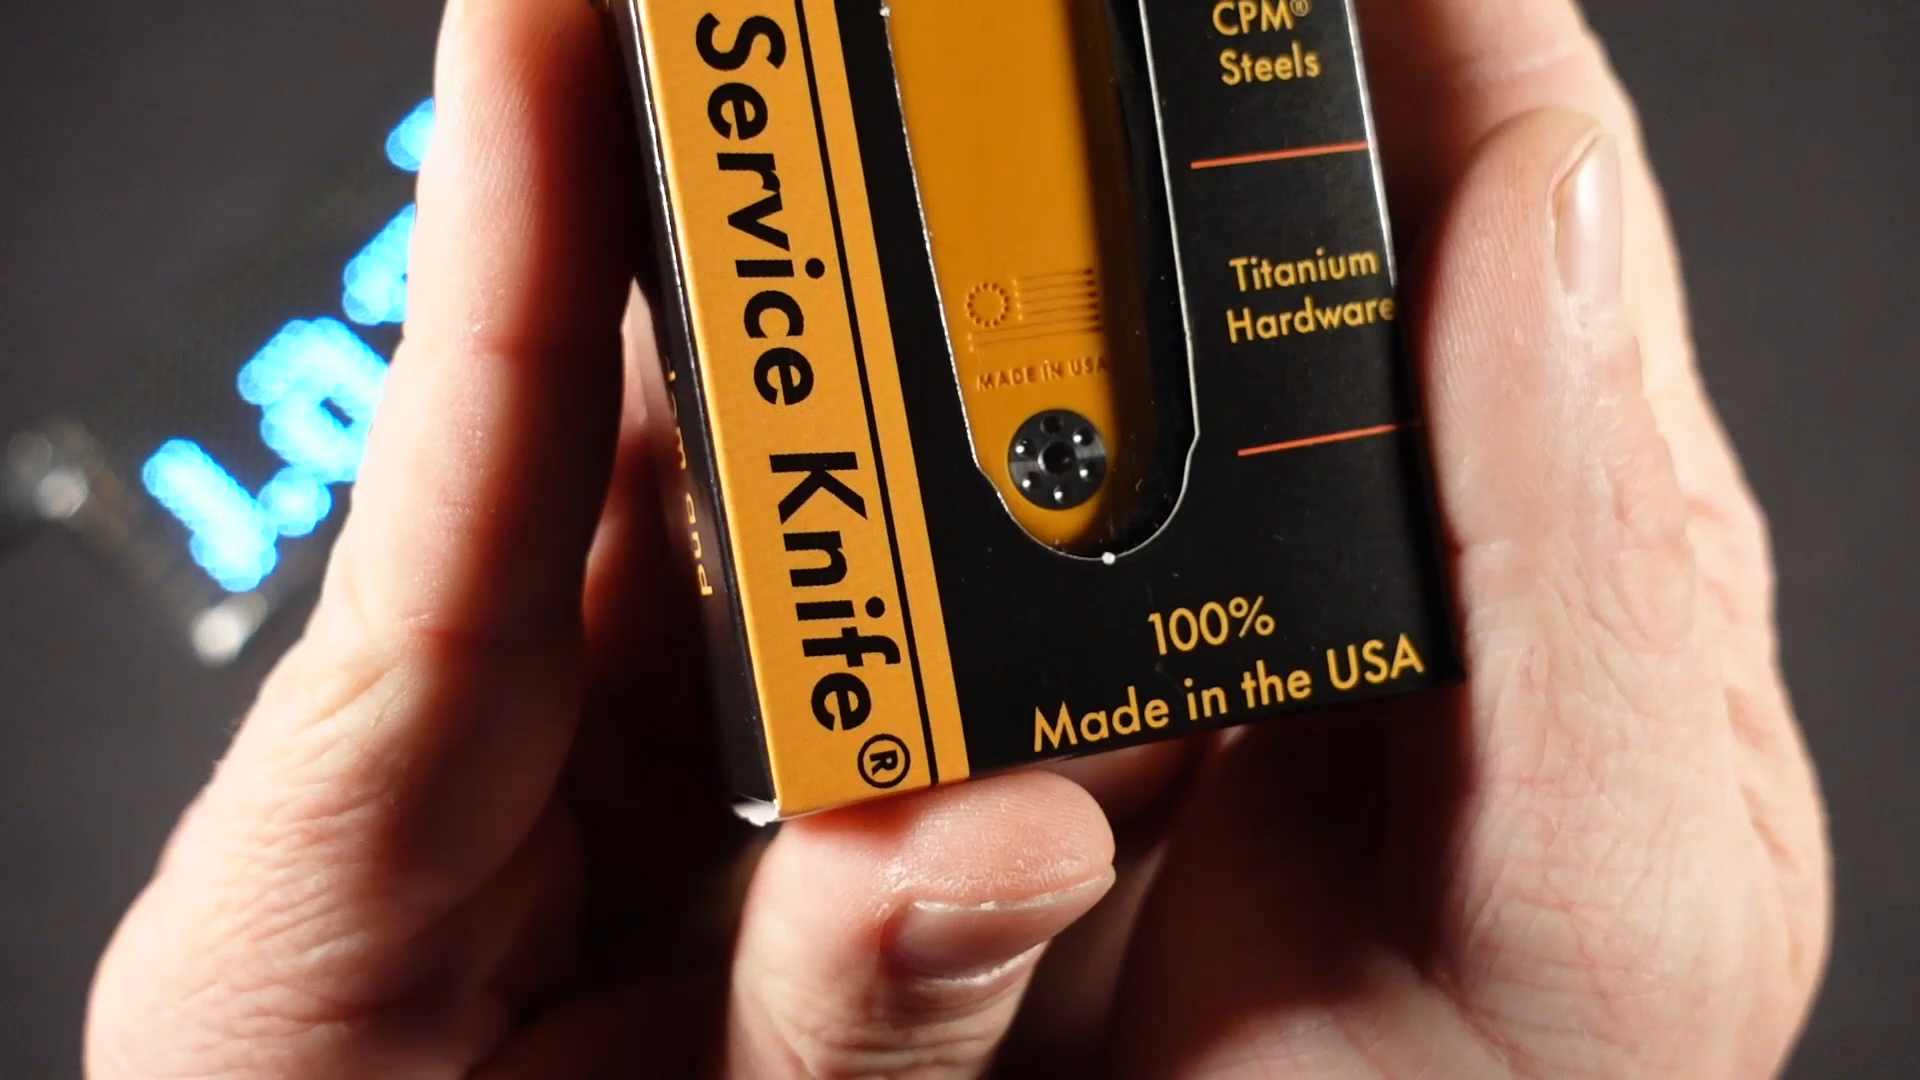 Service Knife®
CPM®
Steels
Titanium
Hardware
MADE IN USA
100%
Made in the USA